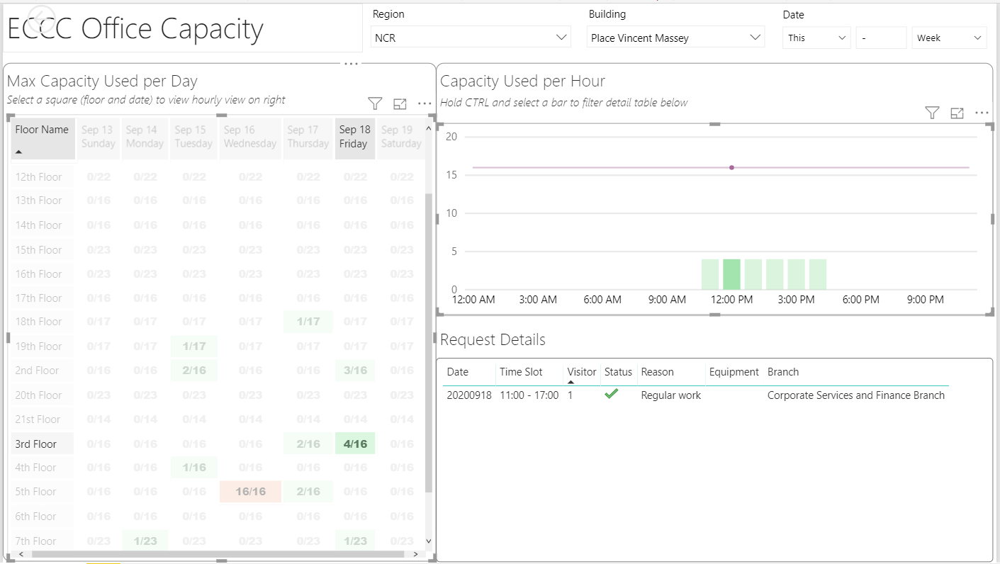 ECCC Office Capacity
Region
Building
Date
NCR
Place Vincent Massey
This
-
Week
Max Capacity Used per Day
Select a square (floor and date) to view hourly view on right
Floor Name Sep 13 Sunday Sep 14 Monday Sep 15 Tuesday Sep 16 Wednesday Sep 17 Thursday Sep 18 Friday Sep 19 Saturday
12th Floor 0/22 0/22 0/22 0/22 0/22 0/22 0/22
13th Floor 0/16 0/16 0/16 0/16 0/16 0/16 0/16
14th Floor 0/16 0/16 0/16 0/16 0/16 0/16 0/16
15th Floor 0/23 0/23 0/23 0/23 0/23 0/23 0/23
16th Floor 0/23 0/23 0/23 0/23 0/23 0/23 0/23
17th Floor 0/16 0/16 0/16 0/16 0/16 0/16 0/16
18th Floor 0/17 0/17 0/17 0/17 1/17 0/17 0/17
19th Floor 0/17 0/17 1/17 0/17 0/17 0/17 0/17
2nd Floor 0/16 0/16 2/16 0/16 0/16 3/16 0/16
20th Floor 0/23 0/23 0/23 0/23 0/23 0/23 0/23
21st Floor 0/14 0/14 0/14 0/14 0/14 0/14 0/14
3rd Floor 0/16 0/16 0/16 0/16 2/16 4/16 0/16
4th Floor 0/16 0/16 1/16 0/16 0/16 0/16 0/16
5th Floor 0/16 0/16 0/16 16/16 2/16 0/16 0/16
6th Floor 0/16 0/16 0/16 0/16 0/16 0/16 0/16
7th Floor 0/23 1/23 0/23 0/23 0/23 1/23 0/23
Capacity Used per Hour
Hold CTRL and select a bar to filter detail table below
20
15
10
5
0
12:00 AM 3:00 AM 6:00 AM 9:00 AM 12:00 PM 3:00 PM 6:00 PM 9:00 PM
Request Details
Date Time Slot Visitor Status Reason Equipment Branch
20200918 11:00 - 17:00 1 Regular work Corporate Services and Finance Branch